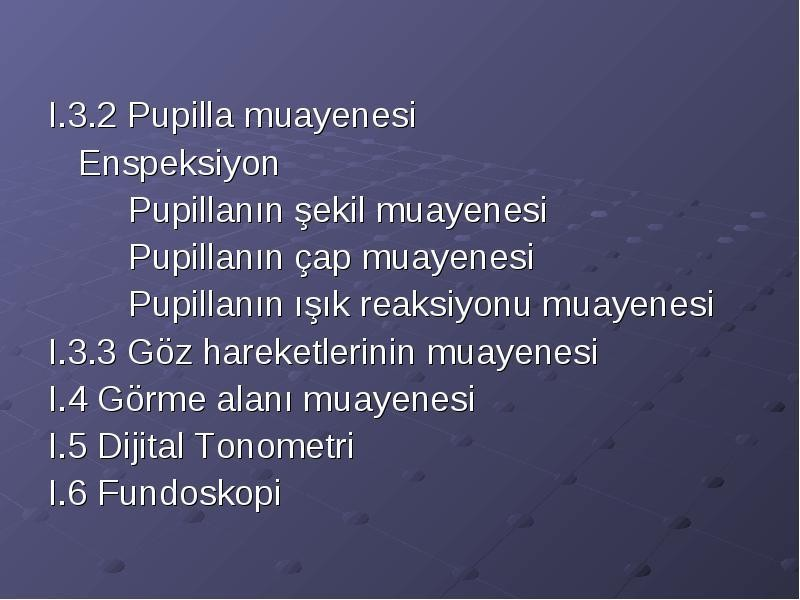 I.3.2 Pupilla muayenesi
Enspeksiyon
Pupillanın şekil muayenesi
Pupillanın çap muayenesi
Pupillanın ışık reaksiyonu muayenesi
I.3.3 Göz hareketlerinin muayenesi
I.4 Görme alanı muayenesi
I.5 Dijital Tonometri
I.6 Fundoskopi